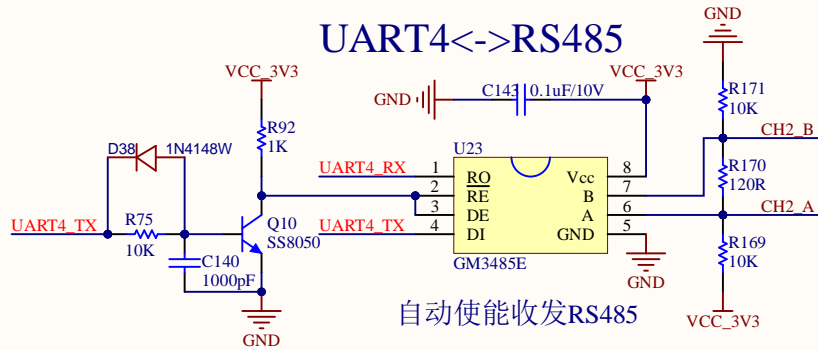 UART4<->RS485
GND
VCC_3V3
C143
0.1uF/10V
VCC_3V3
R171
10K
GND
R92
1K
U23
CH2_B
D38
1N4148W
UART4_RX
1
RO
Vcc
8
2
RE
B
7
R170
120R
3
DE
A
6
CH2_A
UART4_TX
R75
10K
Q10
SS8050
UART4_TX
4
DI
GND
5
GM3485E
C140
1000pF
R169
10K
GND
GND
VCC_3V3
自动使能收发RS485